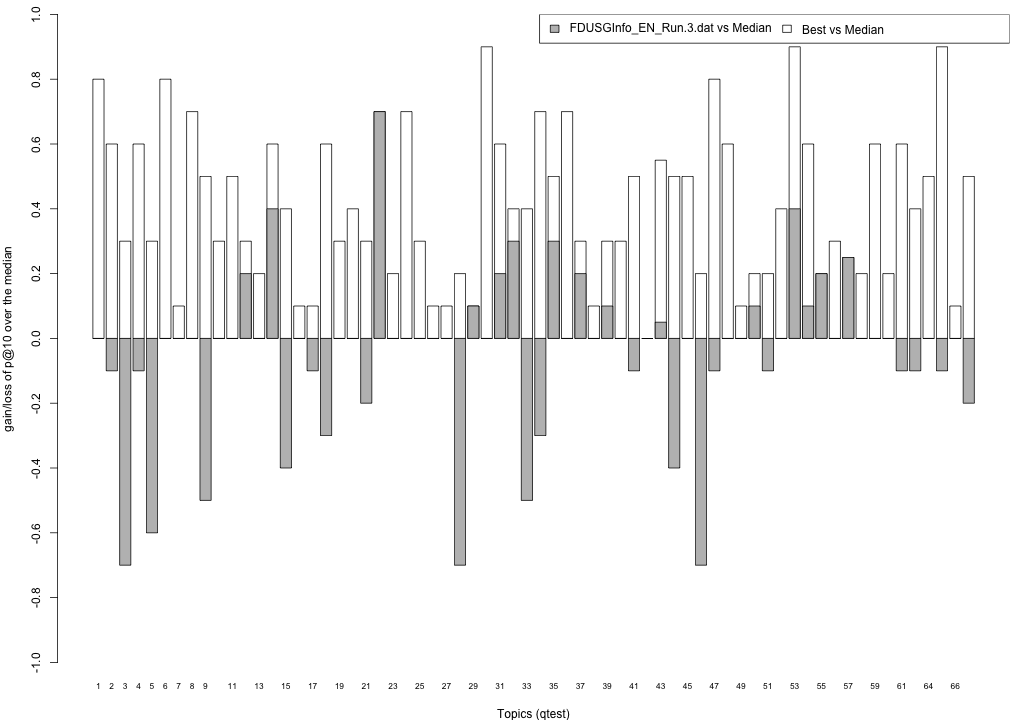 FDUSGInfo_EN_Run.3.dat vs Median Best vs Median
gain/loss of p@10 over the median
1.0
0.8
0.6
0.4
0.2
0.0
-0.2
-0.4
-0.6
-0.8
-1.0
1 2 3 4 5 6 7 8 9 11 13 15 17 19 21 23 25 27 29 31 33 35 37 39 41 43 45 47 49 51 53 55 57 59 61 64 66
Topics (qtest)